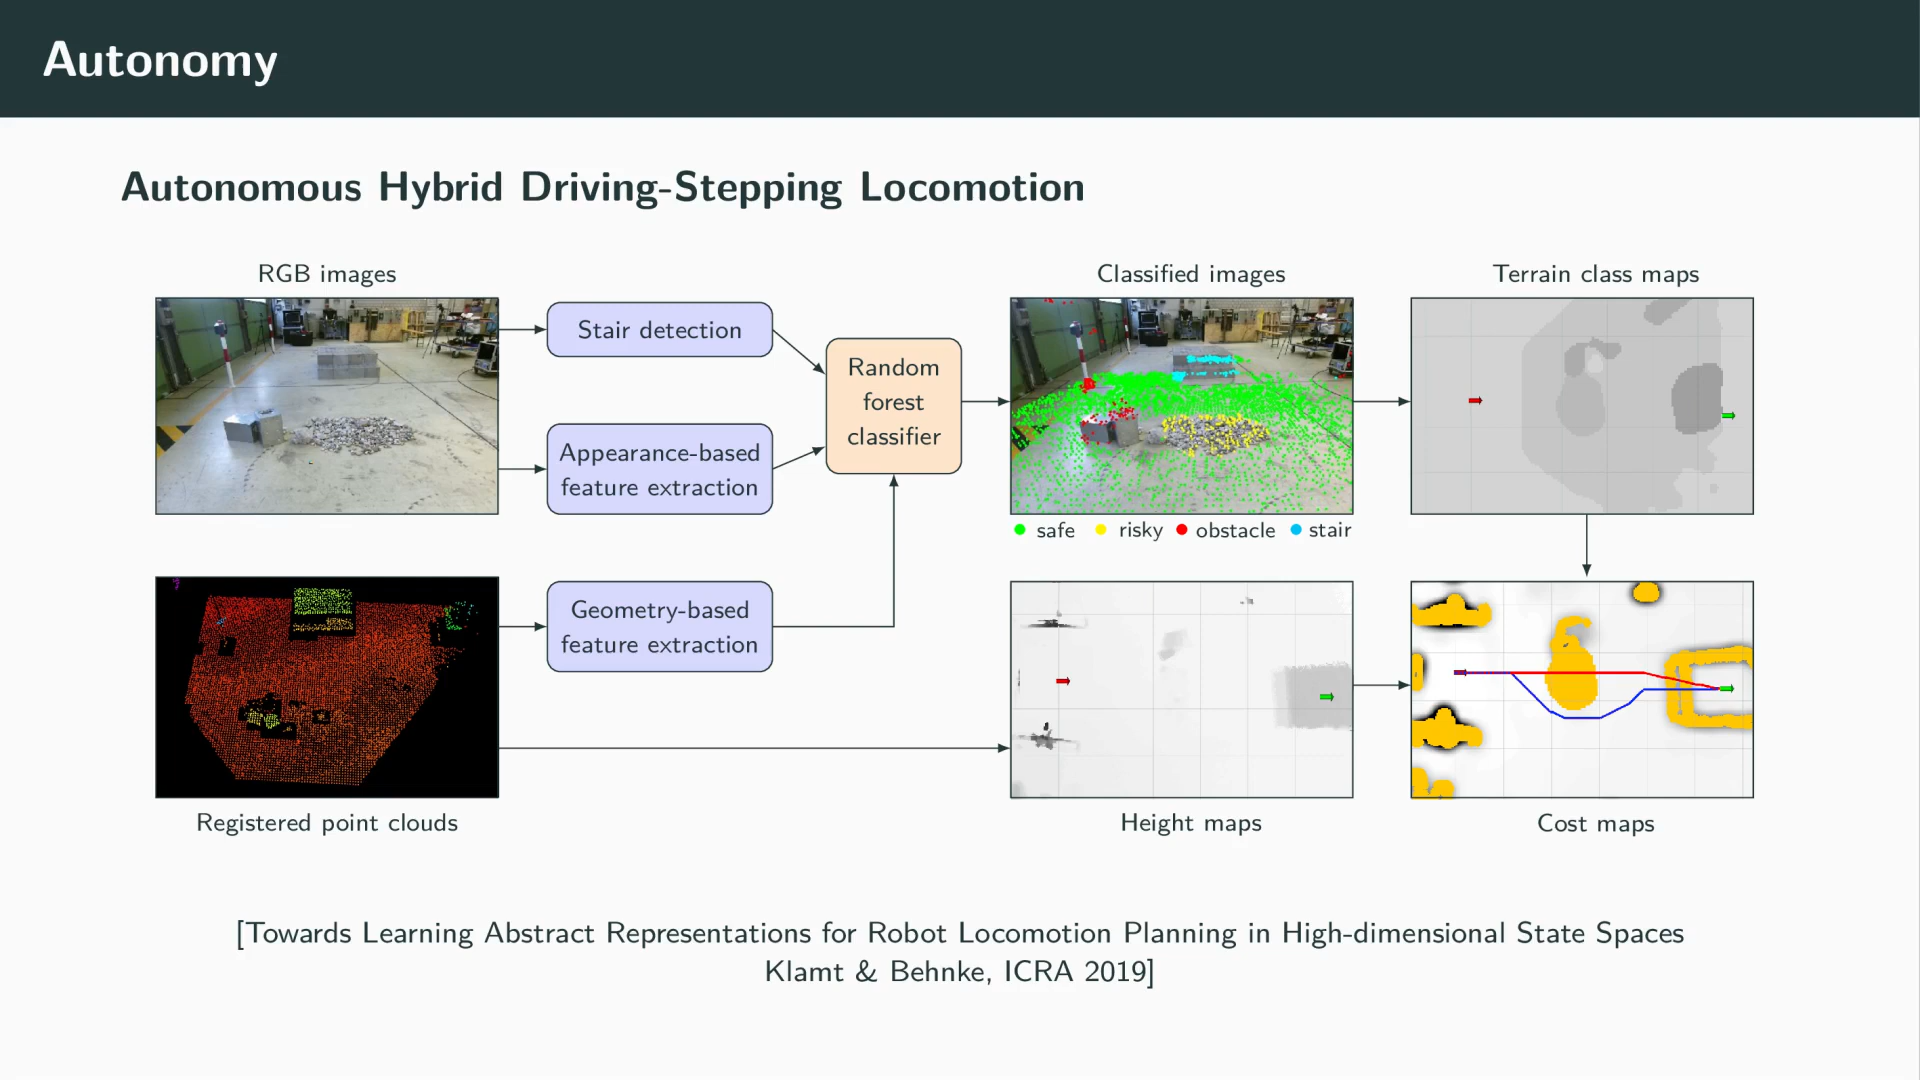 Autonomy
Autonomous Hybrid Driving-Stepping Locomotion
RGB images
Classified images
Terrain class maps
Stair detection
Random
forest
classifier
Appearance-based
feature extraction
safe
risky
obstacle
stair
Geometry-based
feature extraction
Registered point clouds
Height maps
Cost maps
[Towards Learning Abstract Representations for Robot Locomotion Planning in High-dimensional State Spaces
Klamt & Behnke, ICRA 2019]